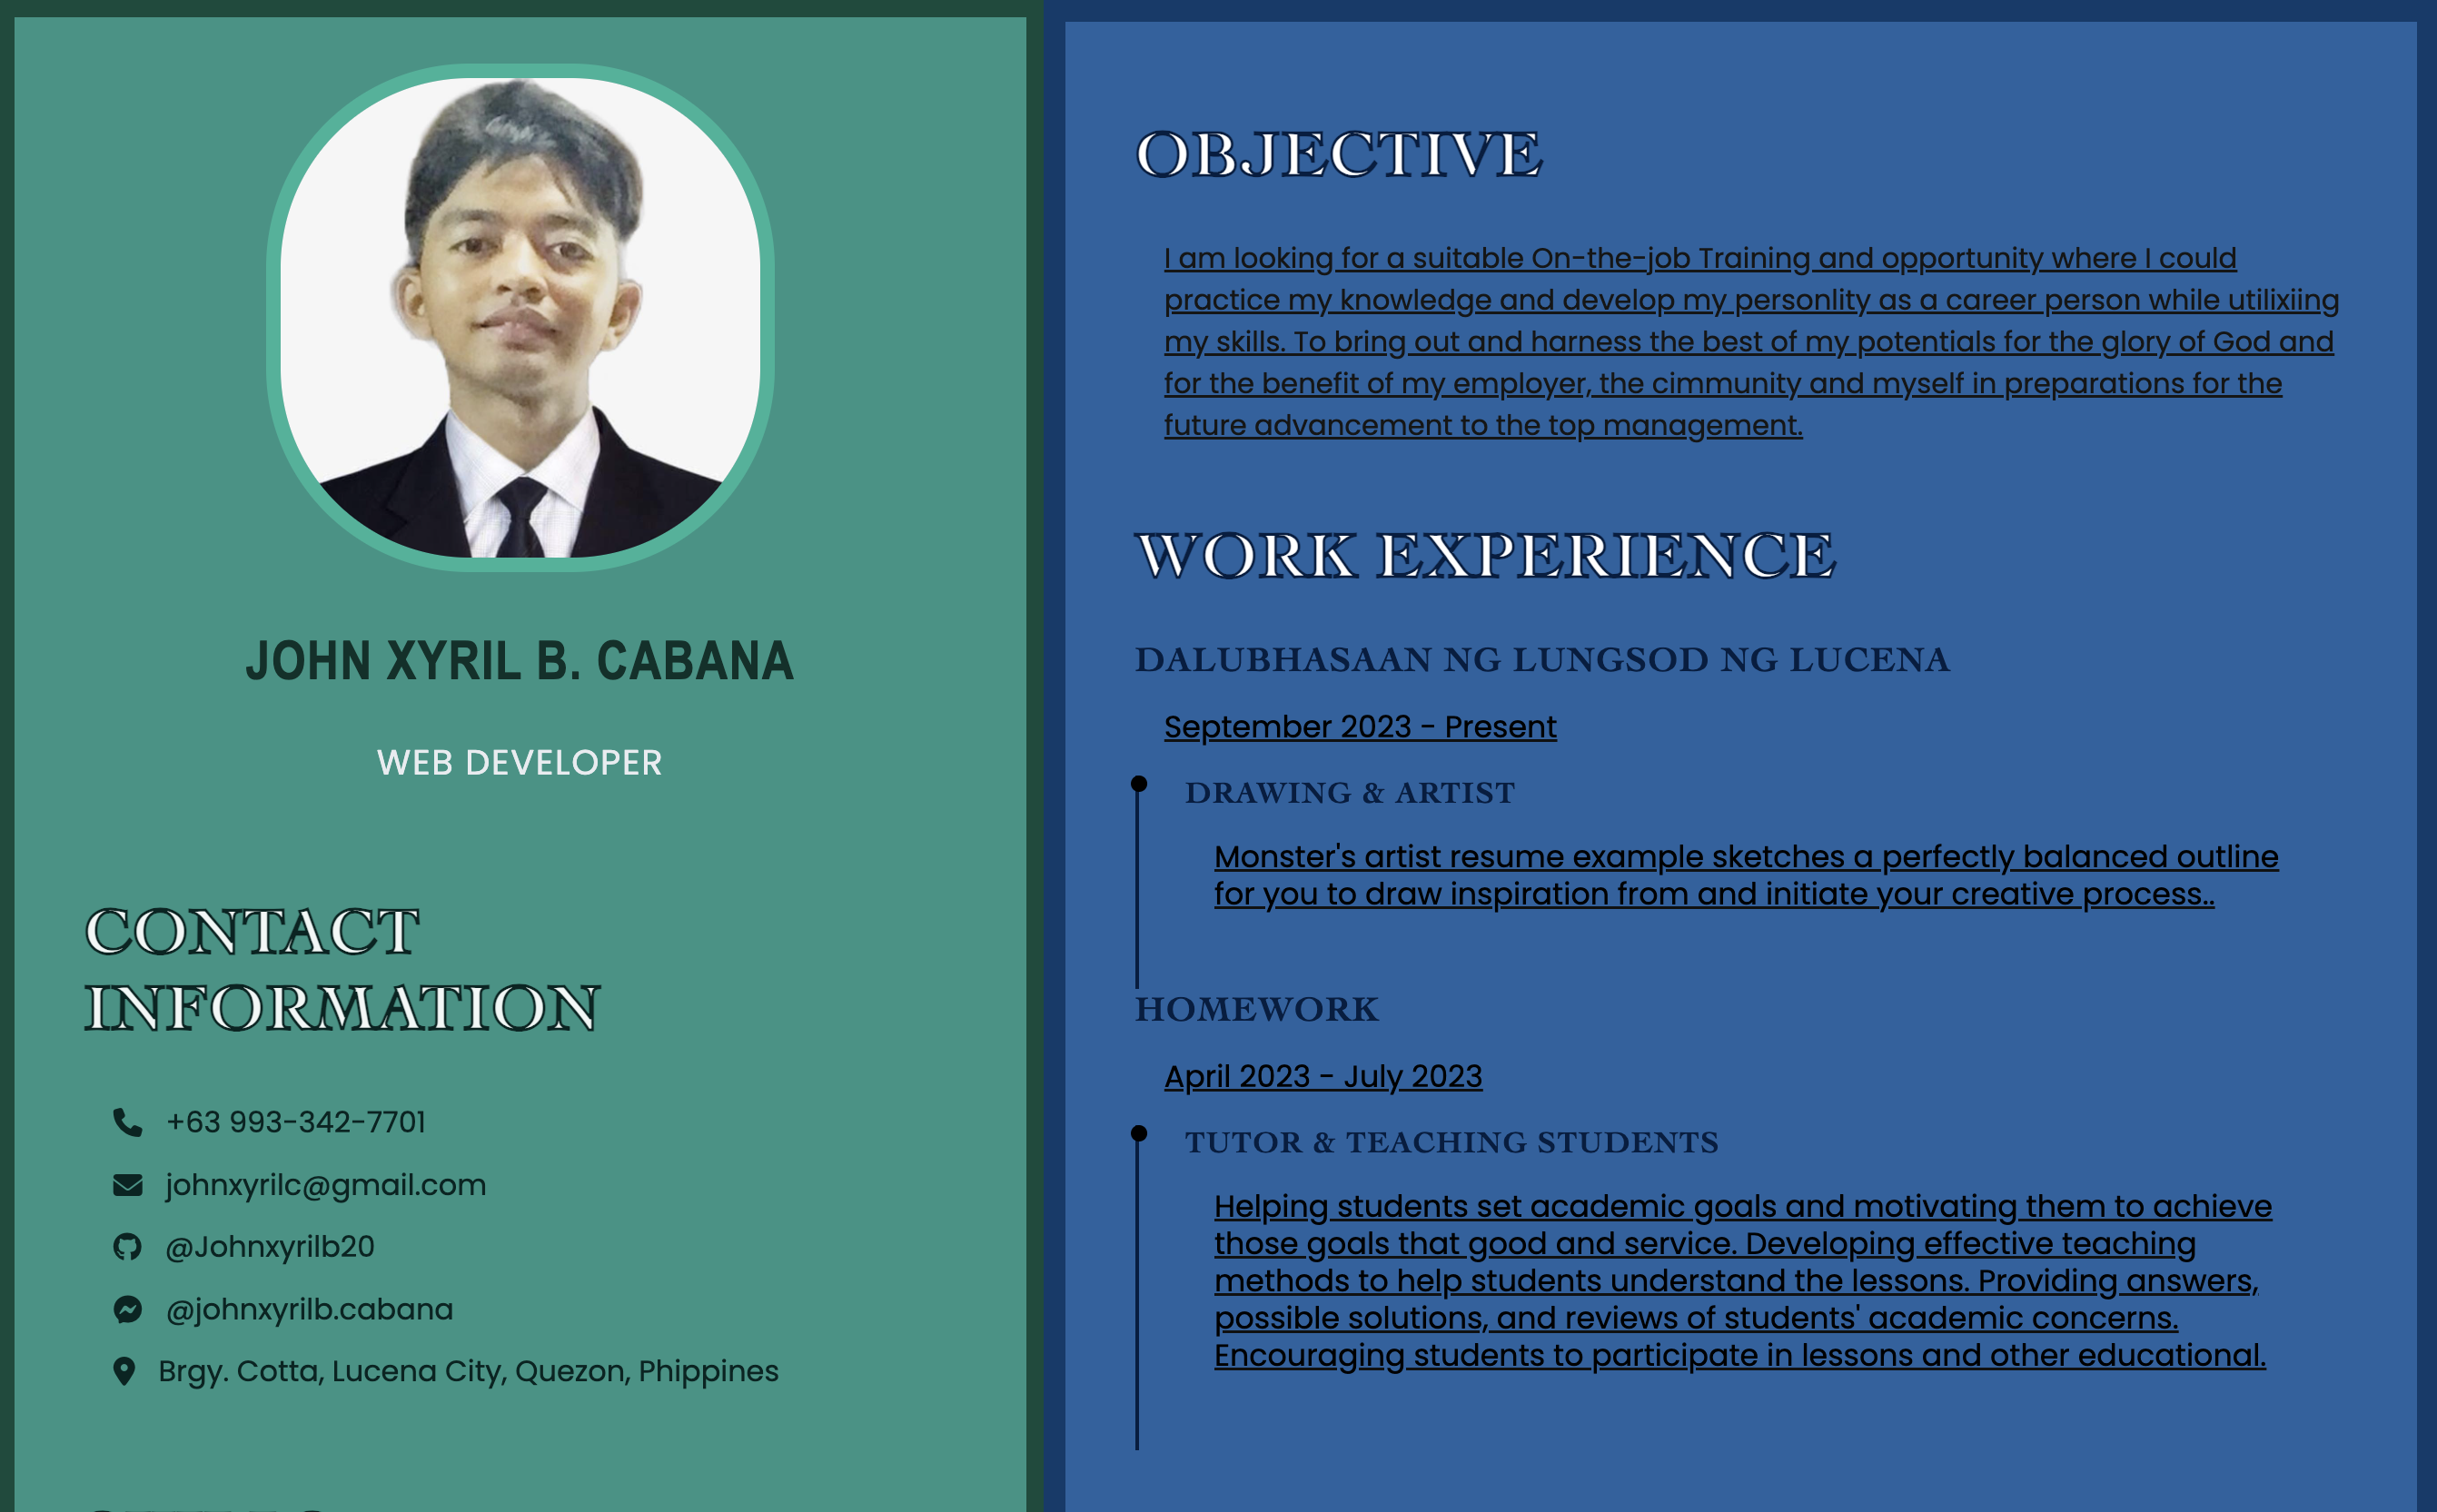 JOHN XYRIL B. CABANA
WEB DEVELOPER
CONTACT
INFORMATION
+63 993-342-7701
johnxyrilc@gmail.com
@Johnxyrilb20
@johnxyrilb.cabana
Brgy. Cotta, Lucena City, Quezon, Phippines
OBJECTIVE
I am looking for a suitable On-the-job Training and opportunity where I could
practice my knowledge and develop my personlity as a career person while utilixiing
my skills. To bring out and harness the best of my potentials for the glory of God and
for the benefit of my employer, the cimmunity and myself in preparations for the
future advancement to the top management.
WORK EXPERIENCE
DALUBHASAAN NG LUNGSOD NG LUCENA
September 2023 - Present
DRAWING & ARTIST
Monster's artist resume example sketches a perfectly balanced outline
for you to draw inspiration from and initiate your creative process..
HOMEWORK
April 2023 - July 2023
TUTOR & TEACHING STUDENTS
Helping students set academic goals and motivating them to achieve
those goals that good and service. Developing effective teaching
methods to help students understand the lessons. Providing answers,
possible solutions, and reviews of students' academic concerns.
Encouraging students to participate in lessons and other educational.